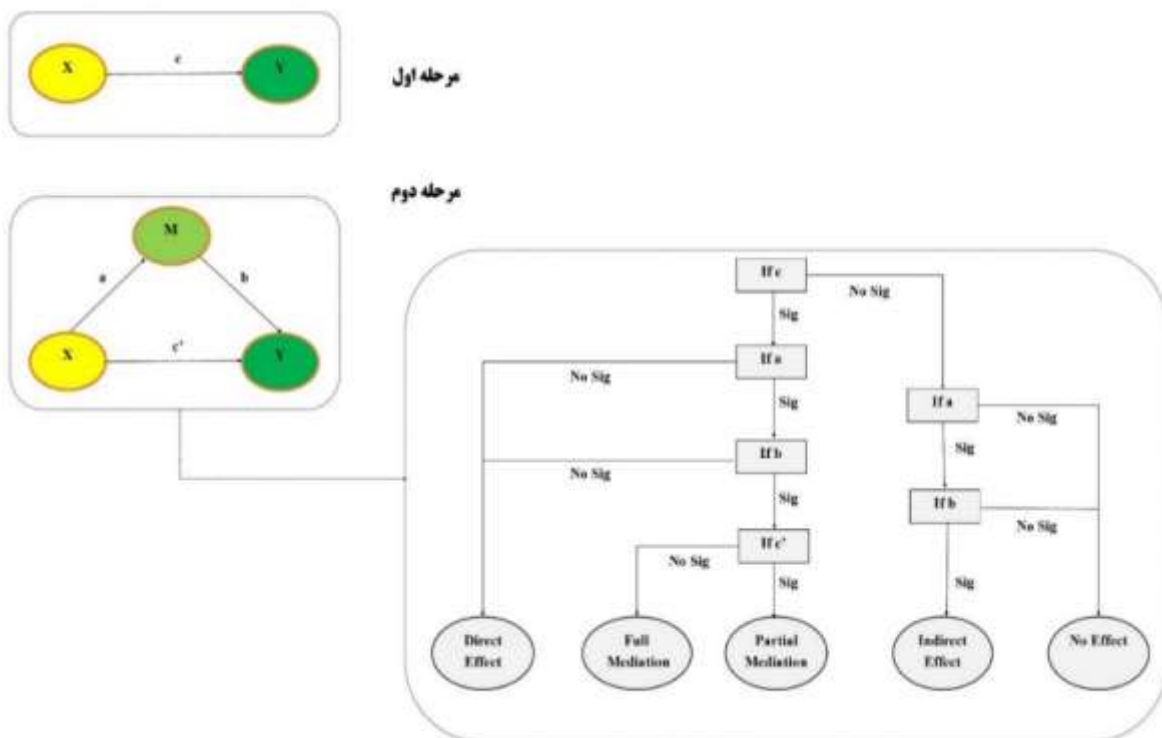 X
c
Y
مرحله اول
مرحله دوم
M
a
b
X
c'
Y
If c
No Sig
Sig
If a
No Sig
Sig
If a
No Sig
Sig
If b
No Sig
Sig
If b
No Sig
Sig
If c'
No Sig
Sig
Direct
Effect
Full
Mediation
Partial
Mediation
Indirect
Effect
No Effect